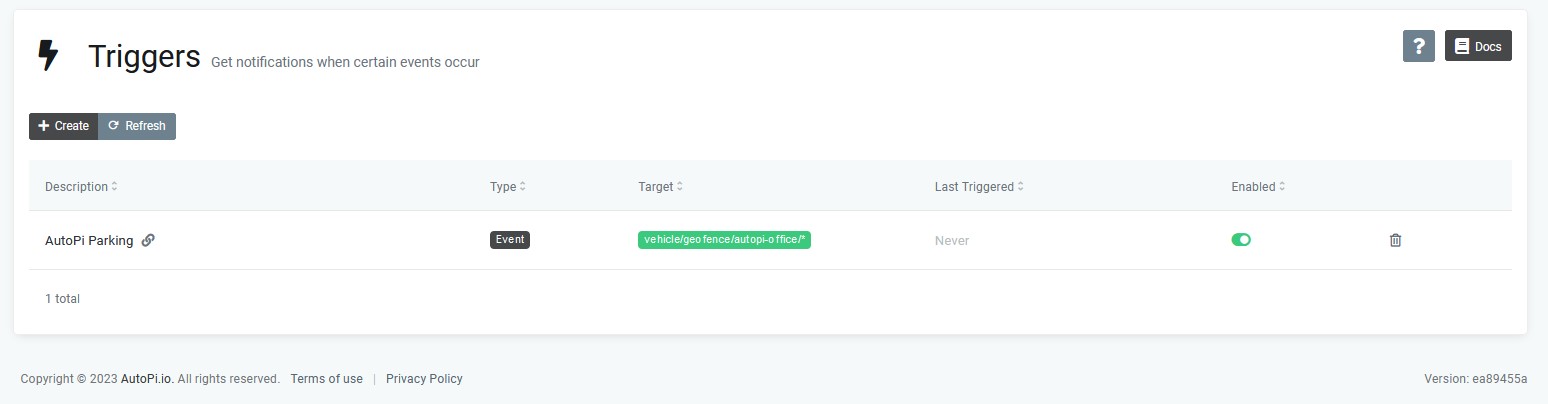 Triggers Get notifications when certain events occur
? Docs
Create Refresh
Description Type Target Last Triggered Enabled
AutoPi Parking Event vehicle/geofence/autopi-office/* Never
1 total
Copyright © 2023 AutoPi.io. All rights reserved. Terms of use | Privacy Policy Version: ea89455a